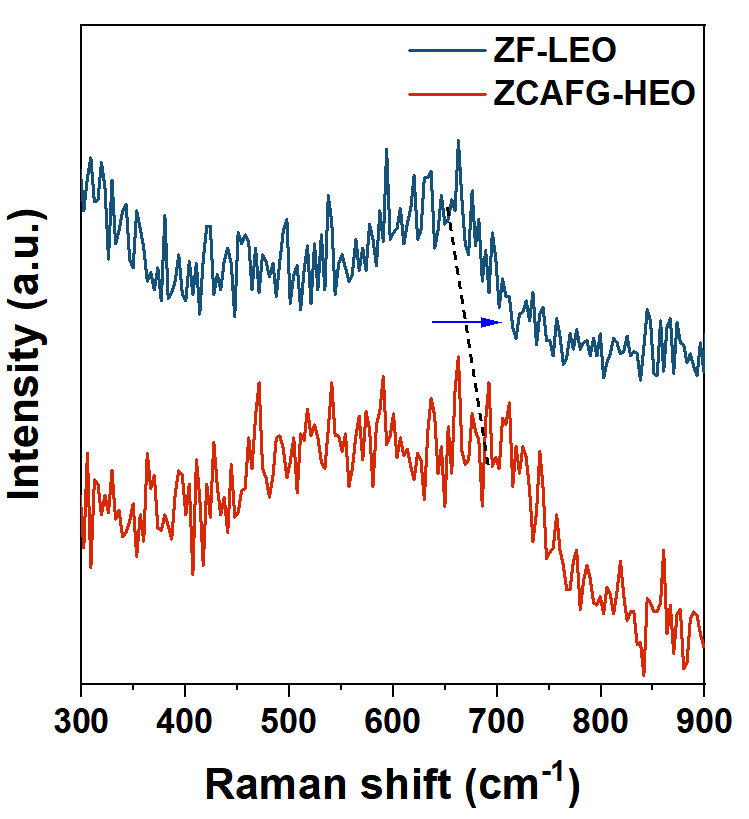 ZF-LEO
ZCAFG-HEO
Intensity (a.u.)
300 400 500 600 700 800 900
Raman shift (cm⁻¹)